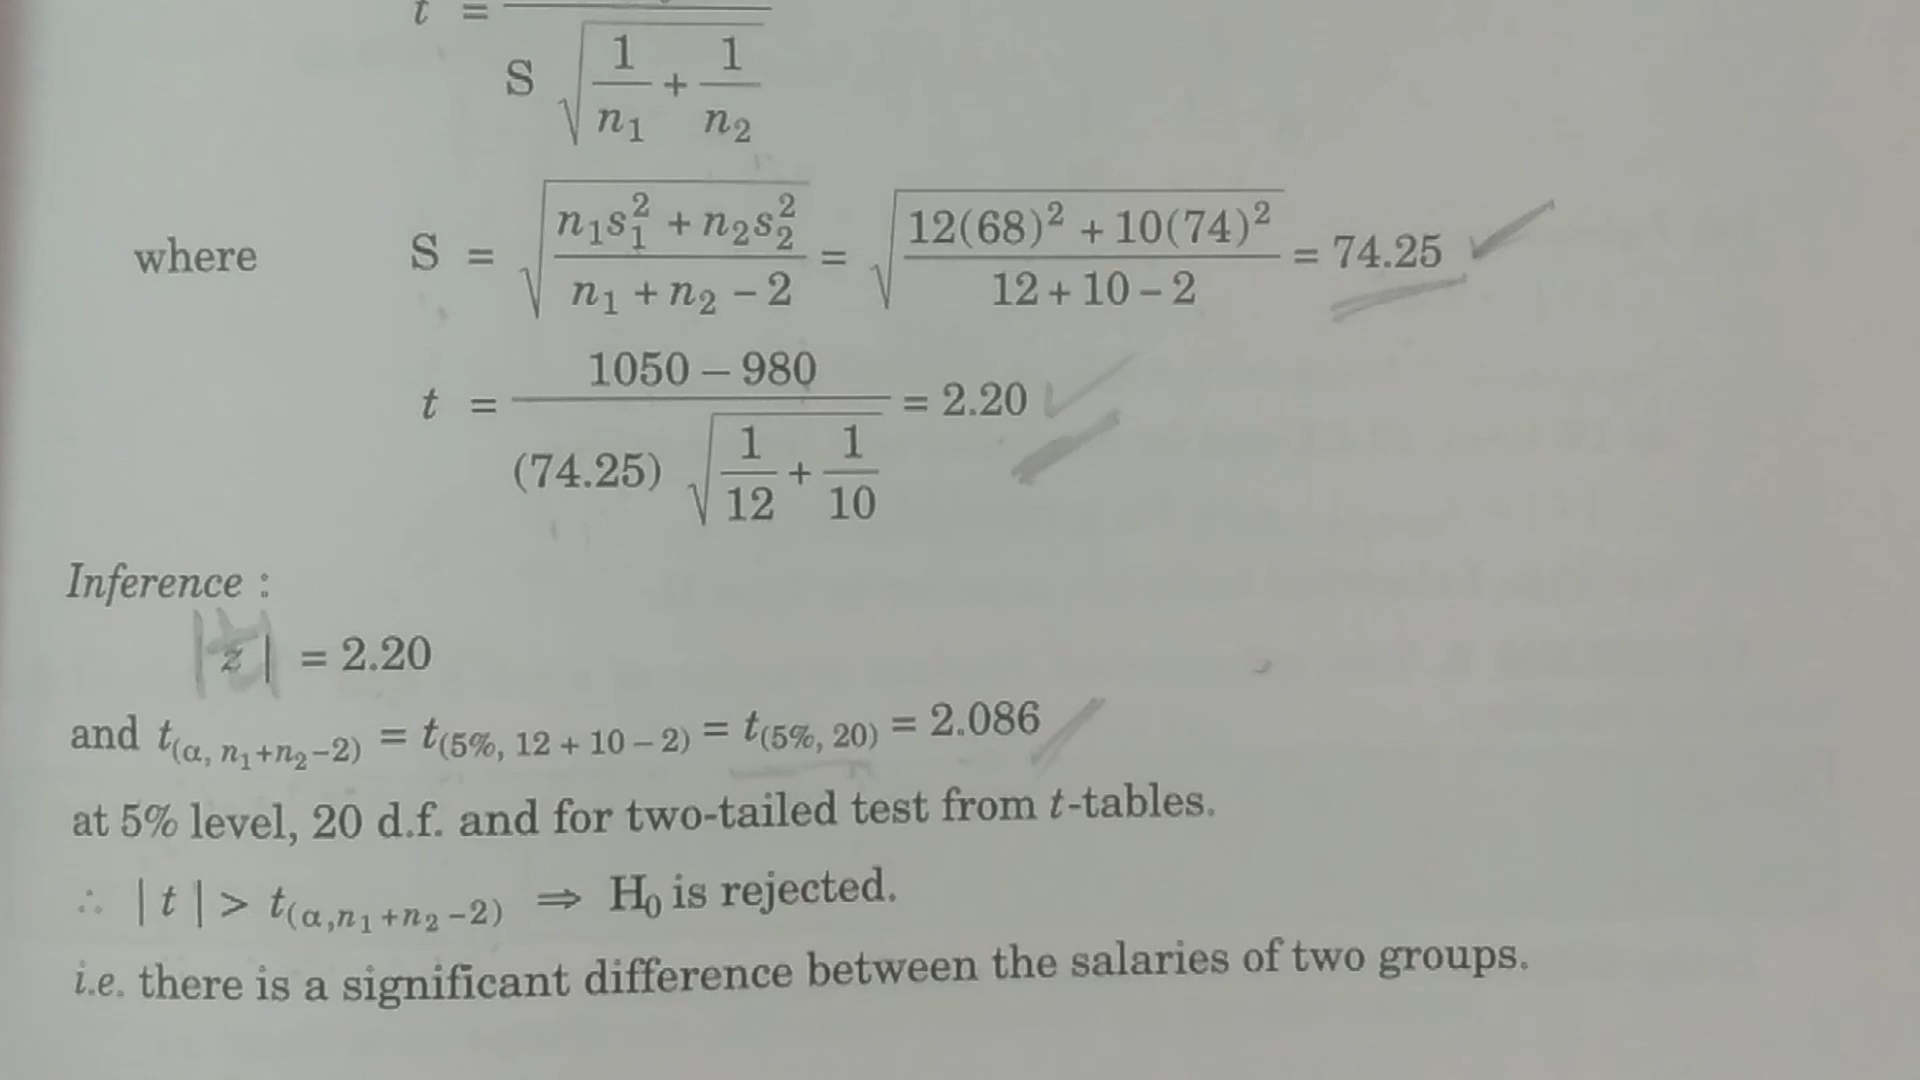 t =
S √(1/n₁ + 1/n₂)
where S = √((n₁s₁² + n₂s₂²)/(n₁ + n₂ – 2)) = √((12(68)² + 10(74)²)/(12 + 10 – 2)) = 74.25
t = (1050 – 980)/((74.25) √(1/12 + 1/10)) = 2.20
Inference :
|z| = 2.20
and t(α, n₁+n₂–2) = t(5%, 12 + 10 – 2) = t(5%, 20) = 2.086
at 5% level, 20 d.f. and for two-tailed test from t-tables.
∴ | t | > t(α,n₁+n₂–2) ⇒ H₀ is rejected.
i.e. there is a significant difference between the salaries of two groups.